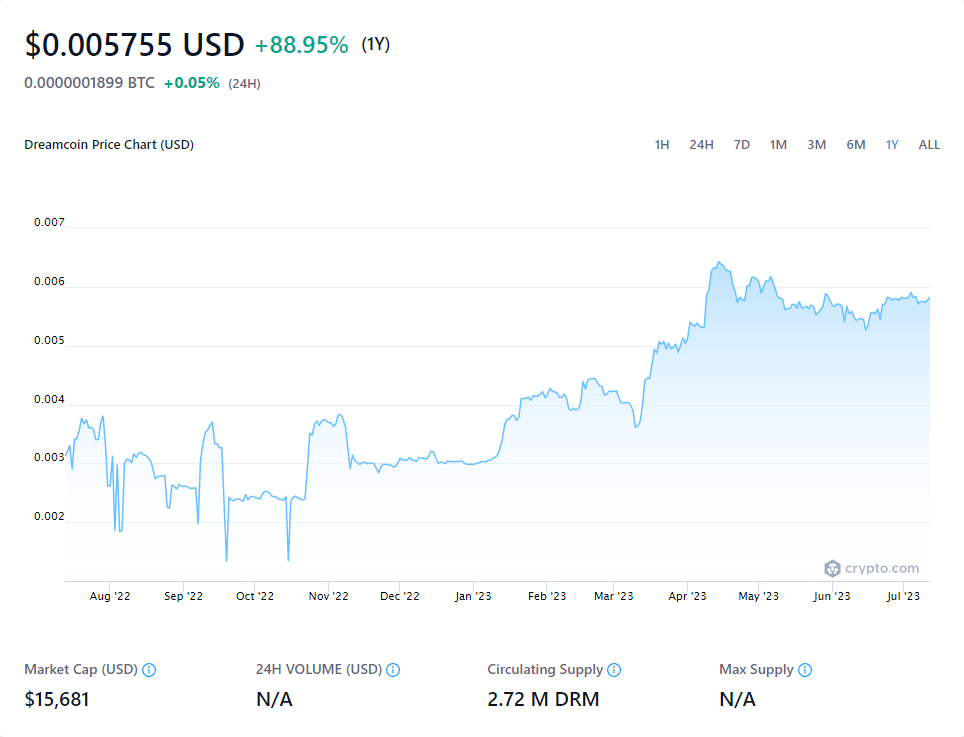 $0.005755 USD +88.95% (1Y)
0.0000001899 BTC +0.05% (24H)
Dreamcoin Price Chart (USD) 1H 24H 7D 1M 3M 6M 1Y ALL
0.007
0.006
0.005
0.004
0.003
0.002
crypto.com
Aug '22 Sep '22 Oct '22 Nov '22 Dec '22 Jan '23 Feb '23 Mar '23 Apr '23 May '23 Jun '23 Jul '23
Market Cap (USD) 24H VOLUME (USD) Circulating Supply Max Supply
$15,681 N/A 2.72 M DRM N/A